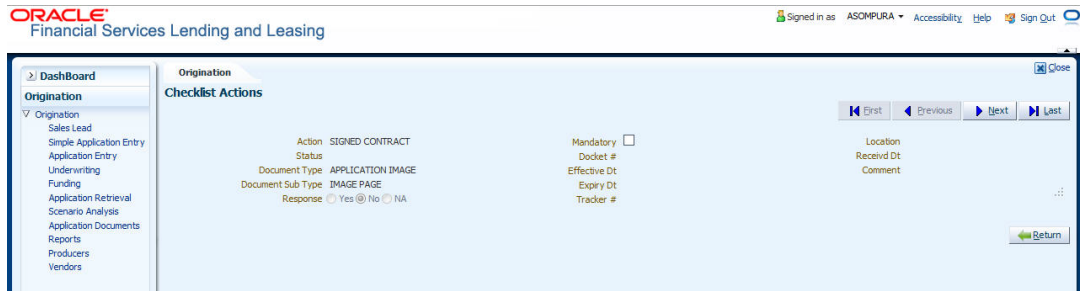 ORACLE
Financial Services Lending and Leasing
Signed in as ASOMPURA Accessibility Help Sign Out
DashBoard
Origination
Origination
Sales Lead
Simple Application Entry
Application Entry
Underwriting
Funding
Application Retrieval
Scenario Analysis
Application Documents
Reports
Producers
Vendors
Origination
Close
Checklist Actions
First Previous Next Last
Action SIGNED CONTRACT
Status
Document Type APPLICATION IMAGE
Document Sub Type IMAGE PAGE
Response Yes No NA
Mandatory
Docket #
Effective Dt
Expiry Dt
Tracker #
Location
Receivd Dt
Comment
Return